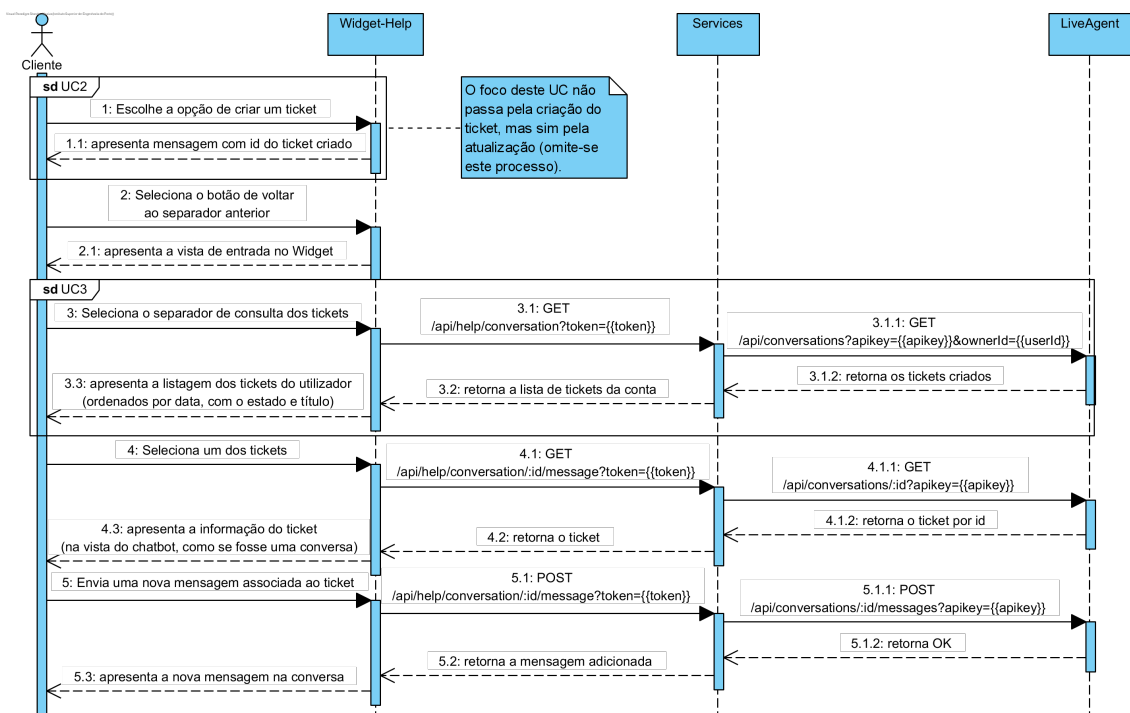 Widget-Help
Services
LiveAgent
Cliente
sd UC2
1: Escolhe a opção de criar um ticket
1.1: apresenta mensagem com id do ticket criado
O foco deste UC não
passa pela criação do
ticket, mas sim pela
atualização (omite-se
este processo).
2: Seleciona o botão de voltar
ao separador anterior
2.1: apresenta a vista de entrada no Widget
sd UC3
3: Seleciona o separador de consulta dos tickets
3.1: GET
/api/help/conversation?token={{token}}
3.1.1: GET
/api/conversations?apikey={{apikey}}&ownerId={{userId}}
3.1.2: retorna os tickets criados
3.2: retorna a lista de tickets da conta
3.3: apresenta a listagem dos tickets do utilizador
(ordenados por data, com o estado e título)
4: Seleciona um dos tickets
4.1: GET
/api/help/conversation/:id/message?token={{token}}
4.1.1: GET
/api/conversations/:id?apikey={{apikey}}
4.1.2: retorna o ticket por id
4.2: retorna o ticket
4.3: apresenta a informação do ticket
(na vista do chatbot, como se fosse uma conversa)
5: Envia uma nova mensagem associada ao ticket
5.1: POST
/api/help/conversation/:id/message?token={{token}}
5.1.1: POST
/api/conversations/:id/messages?apikey={{apikey}}
5.1.2: retorna OK
5.2: retorna a mensagem adicionada
5.3: apresenta a nova mensagem na conversa